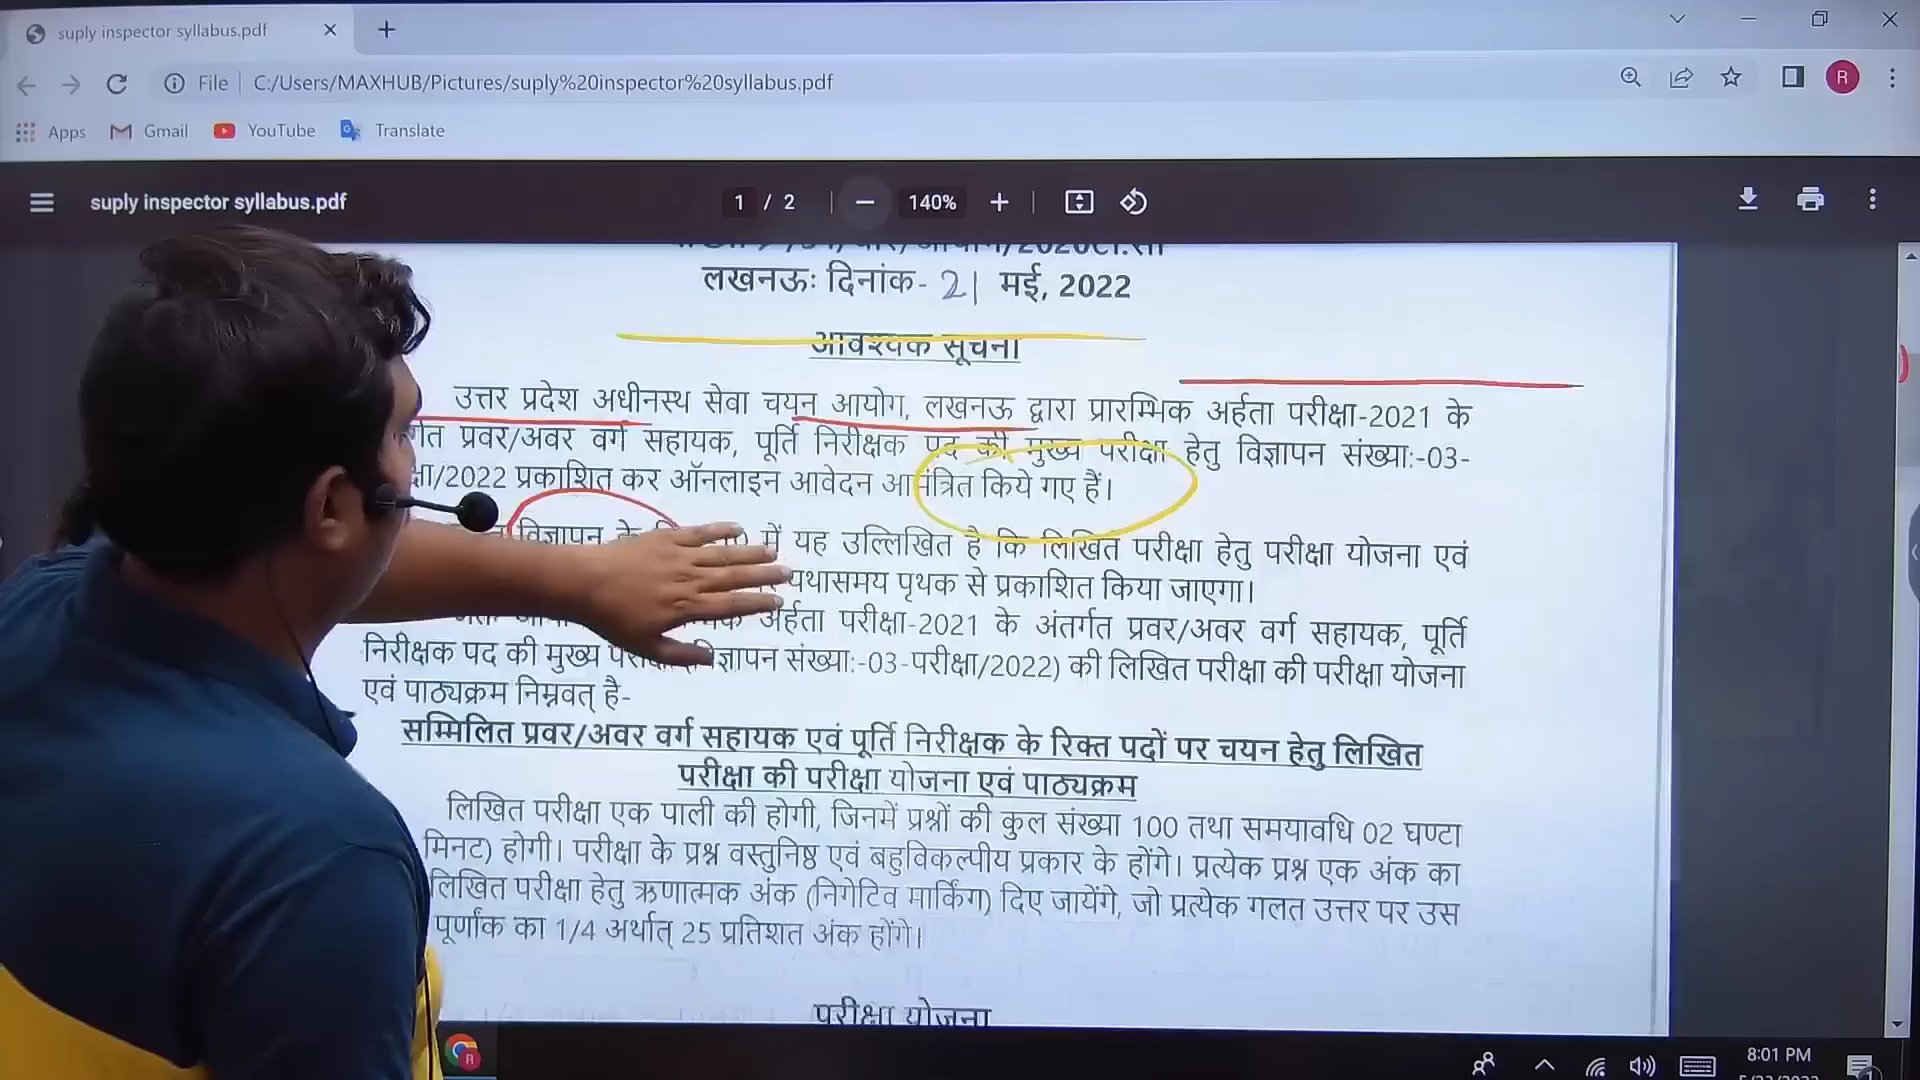 suply inspector syllabus.pdf
File C:/Users/MAXHUB/Pictures/suply%20inspector%20syllabus.pdf
R
Apps Gmail YouTube Translate
suply inspector syllabus.pdf 1 / 2 140%
लखनऊः दिनांक- 21 मई, 2022
आवश्यक सूचना
उत्तर प्रदेश अधीनस्थ सेवा चयन आयोग, लखनऊ द्वारा प्रारम्भिक अर्हता परीक्षा-2021 के
प्रवर/अवर वर्ग सहायक, पूर्ति निरीक्षक पद की मुख्य परीक्षा हेतु विज्ञापन संख्या:-03-
/2022 प्रकाशित कर ऑनलाइन आवेदन आमंत्रित किये गए हैं।
विज्ञापन के में यह उल्लिखित है कि लिखित परीक्षा हेतु परीक्षा योजना एवं
यथासमय पृथक से प्रकाशित किया जाएगा।
अर्हता परीक्षा-2021 के अंतर्गत प्रवर/अवर वर्ग सहायक, पूर्ति
निरीक्षक पद की मुख्य संख्या:-03-परीक्षा/2022) की लिखित परीक्षा की परीक्षा योजना
एवं पाठ्यक्रम निम्नवत् है-
सम्मिलित प्रवर/अवर वर्ग सहायक एवं पूर्ति निरीक्षक के रिक्त पदों पर चयन हेतु लिखित
परीक्षा की परीक्षा योजना एवं पाठ्यक्रम
लिखित परीक्षा एक पाली की होगी, जिनमें प्रश्नों की कुल संख्या 100 तथा समयावधि 02 घण्टा
मिनट) होगी। परीक्षा के प्रश्न वस्तुनिष्ठ एवं बहुविकल्पीय प्रकार के होंगे। प्रत्येक प्रश्न एक अंक का
लिखित परीक्षा हेतु ऋणात्मक अंक (निगेटिव मार्किंग) दिए जायेंगे, जो प्रत्येक गलत उत्तर पर उस
पूर्णांक का 1/4 अर्थात् 25 प्रतिशत अंक होंगे।
परीक्षा योजना
R
8:01 PM